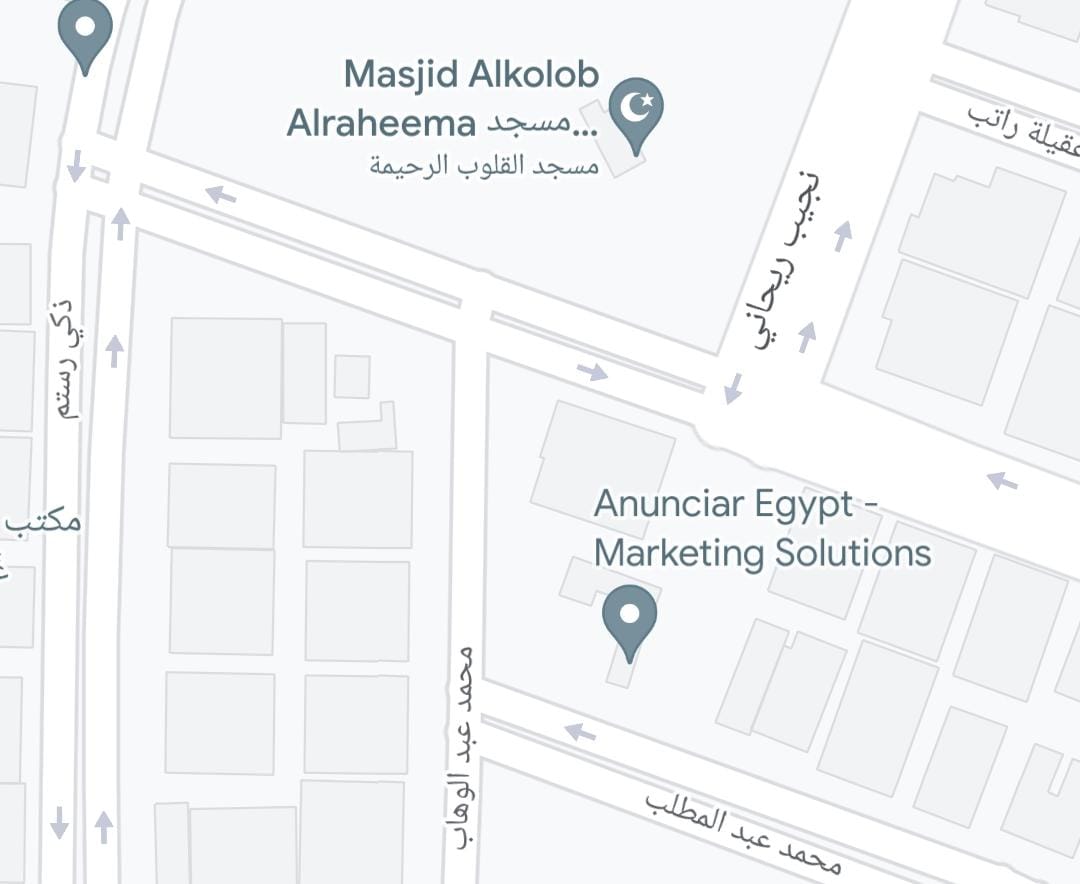 Masjid Alkolob
Alraheema مسجد...
مسجد القلوب الرحيمة
عقيلة راتب
نجيب ريحاني
ذكي رستم
مكتب
Anunciar Egypt -
Marketing Solutions
محمد عبد الوهاب
محمد عبد المطلب